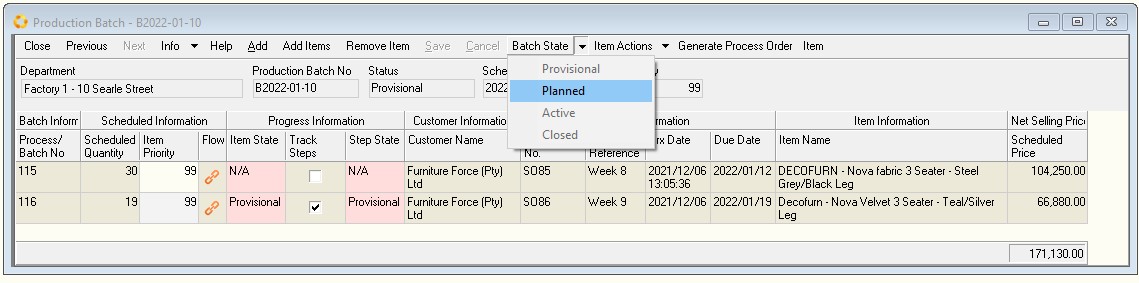 Production Batch - B2022-01-10
Close Previous Next Info Help Add Add Items Remove Item Save Cancel Batch State Item Actions Generate Process Order Item
Department Production Batch No Status Sche y
Factory 1 - 10 Searle Street B2022-01-10 Provisional 2022 99
Provisional
Planned
Active
Closed
Batch Inform Scheduled Information Progress Information Customer Informatio rmation Item Information Net Selling Price
Process/ Batch No Scheduled Quantity Item Priority Flow Item State Track Steps Step State Customer Name No. Reference rx Date Due Date Item Name Scheduled Price
115 30 99 N/A N/A Furniture Force (Pty) SO85 Week 8 2021/12/06 2022/01/12 DECOFURN - Nova fabric 3 Seater - Steel 104,250.00
Ltd 13:05:36 Grey/Black Leg
116 19 99 Provisional Provisional Furniture Force (Pty) SO86 Week 9 2021/12/06 2022/01/19 Decofurn - Nova Velvet 3 Seater - Teal/Silver 66,880.00
Ltd Leg
171,130.00